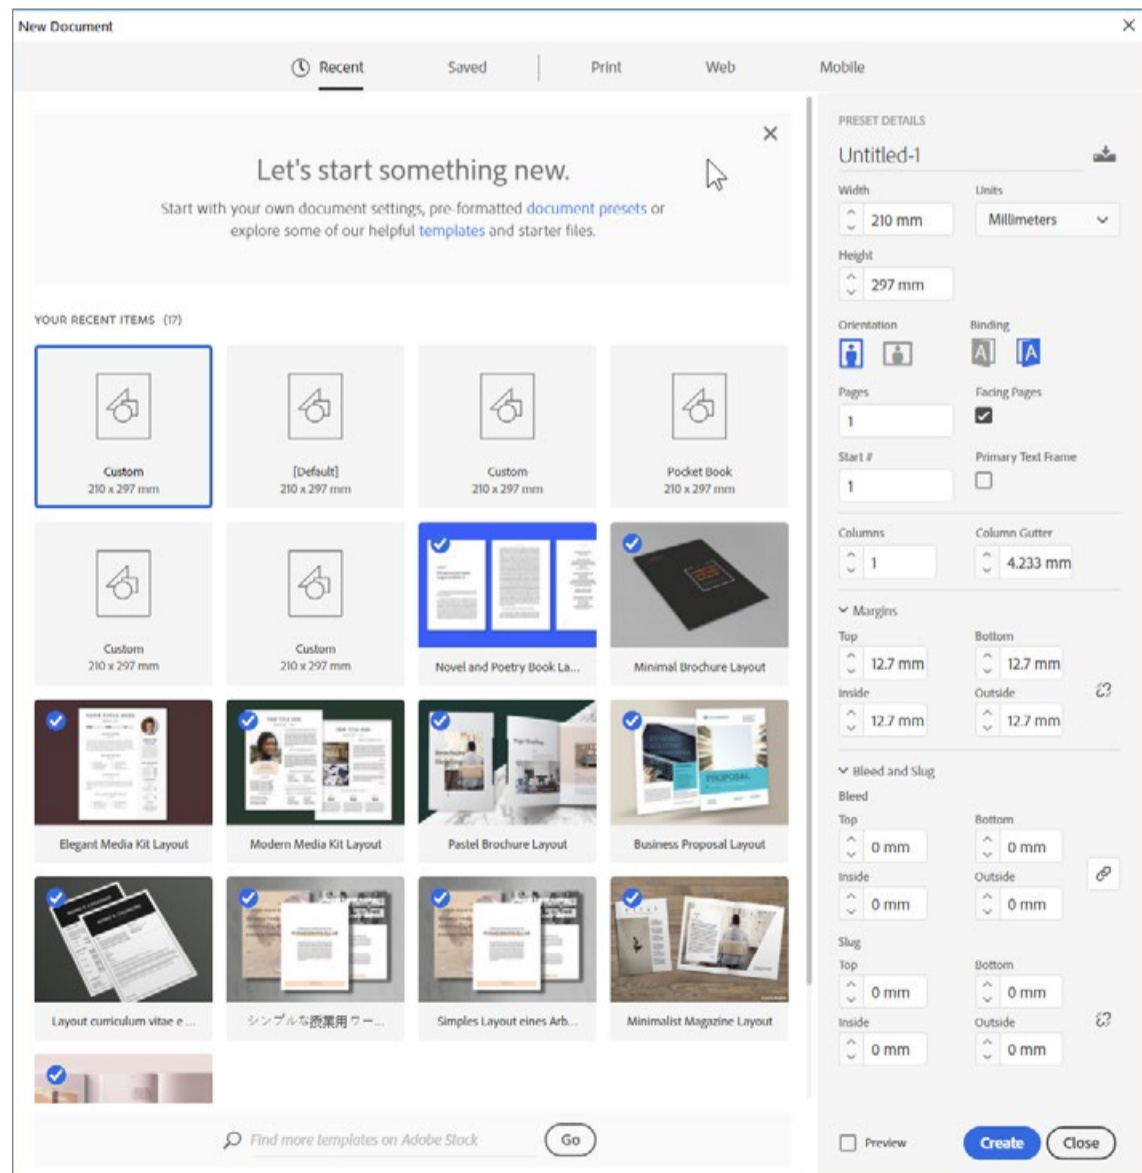 New Document
Recent
Saved
Print
Web
Mobile
Let's start something new.
Start with your own document settings, pre-formatted document presets or
explore some of our helpful templates and starter files.
YOUR RECENT ITEMS (17)
Custom
210 x 297 mm
[Default]
210 x 297 mm
Custom
210 x 297 mm
Pocket Book
210 x 297 mm
Custom
210 x 297 mm
Custom
210 x 297 mm
Novel and Poetry Book La...
Minimal Brochure Layout
PROPOSAL
Elegant Media Kit Layout
Modern Media Kit Layout
Pastel Brochure Layout
Business Proposal Layout
Layout curriculum vitae e ...
シンプルな授業用ワー...
Simples Layout eines Arb...
Minimalist Magazine Layout
Find more templates on Adobe Stock
Go
PRESET DETAILS
Untitled-1
Width
Units
210 mm
Millimeters
Height
297 mm
Orientation
Binding
A
A
Pages
Facing Pages
1
Start #
Primary Text Frame
1
Columns
Column Gutter
1
4.233 mm
Margins
Top
Bottom
12.7 mm
12.7 mm
Inside
Outside
12.7 mm
12.7 mm
Bleed and Slug
Bleed
Top
Bottom
0 mm
0 mm
Inside
Outside
0 mm
0 mm
Slug
Top
Bottom
0 mm
0 mm
Inside
Outside
0 mm
0 mm
Preview
Create
Close